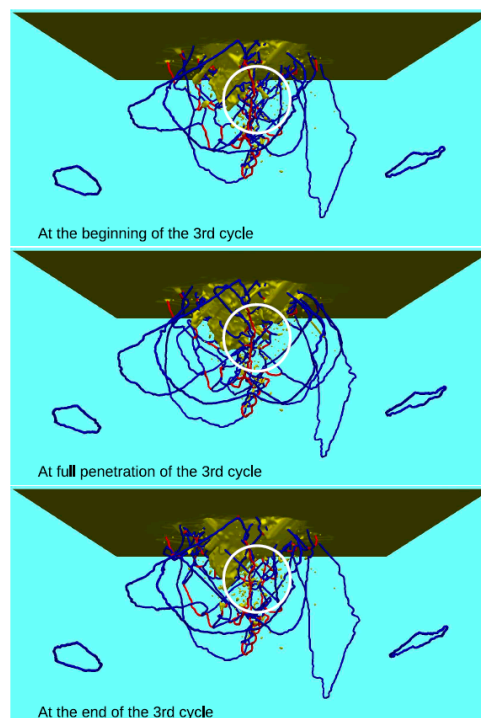 At the beginning of the 3rd cycle
At full penetration of the 3rd cycle
At the end of the 3rd cycle